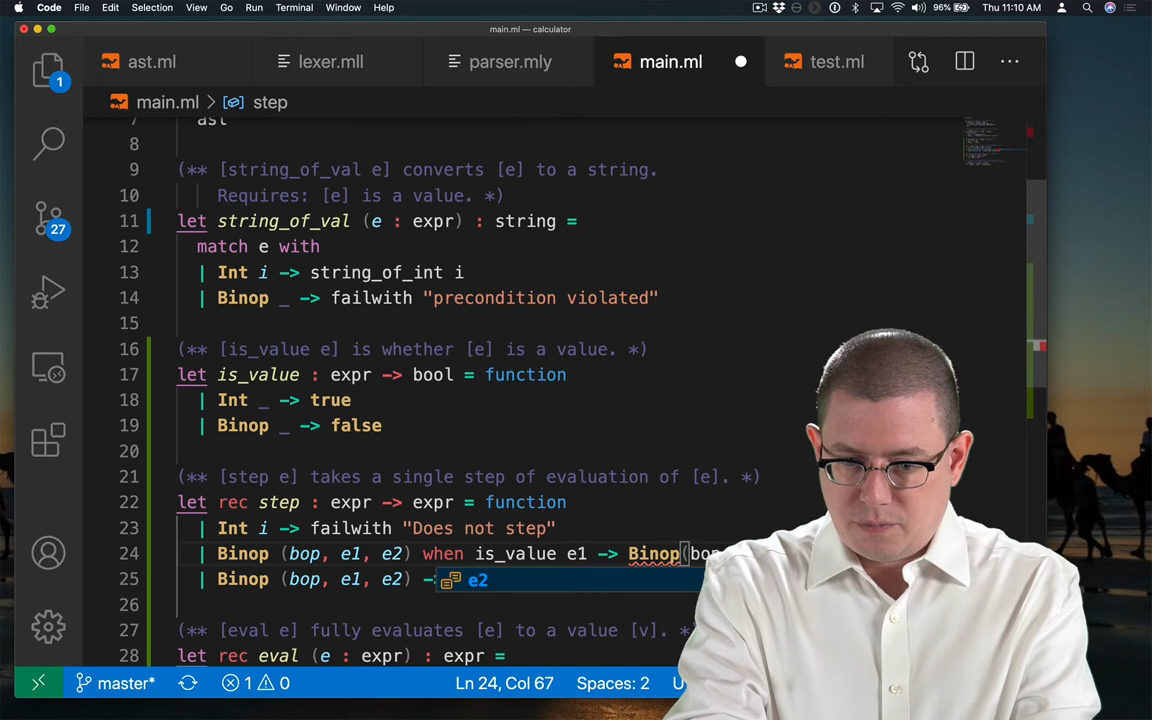 Code File Edit Selection View Go Run Terminal Window Help 96% Thu 11:10 AM
main.ml — calculator
1
ast.ml lexer.mll parser.mly main.ml test.ml
main.ml > step
7 ast
8
9 (** [string_of_val e] converts [e] to a string.
10 Requires: [e] is a value. *)
11 let string_of_val (e : expr) : string =
12 match e with
13 | Int i -> string_of_int i
14 | Binop _ -> failwith "precondition violated"
15
16 (** [is_value e] is whether [e] is a value. *)
17 let is_value : expr -> bool = function
18 | Int _ -> true
19 | Binop _ -> false
20
21 (** [step e] takes a single step of evaluation of [e]. *)
22 let rec step : expr -> expr = function
23 | Int i -> failwith "Does not step"
24 | Binop (bop, e1, e2) when is_value e1 -> Binop(bop
25 | Binop (bop, e1, e2) -
e2
26
27 (** [eval e] fully evaluates [e] to a value [v]. *
28 let rec eval (e : expr) : expr =
27
master* 1 0 Ln 24, Col 67 Spaces: 2